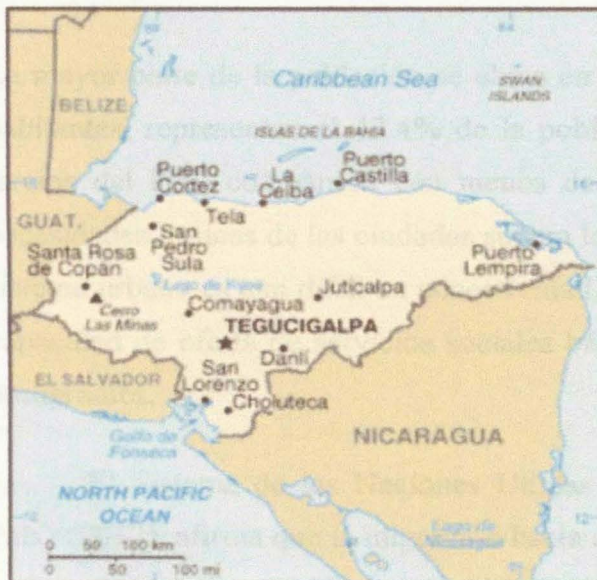 84
Caribbean Sea
SWAN
ISLANDS
BELIZE
ISLAS DE LA BAHIA
Puerto
Cortez
La
Ceiba
Puerto
Castilla
Tela
GUAT.
San
Pedro
Sula
Santa Rosa
de Copán
Puerto
Lempira
Lago de Yojoa
Juticalpa
Cerro
Las Minas
Comayagua
TEGUCIGALPA
Danlí
San
Lorenzo
EL SALVADOR
Choluteca
Golfo de
Fonseca
NICARAGUA
NORTH PACIFIC
OCEAN
12
Lago de
Nicaragua
0 50 100 km
0 50 100 mi